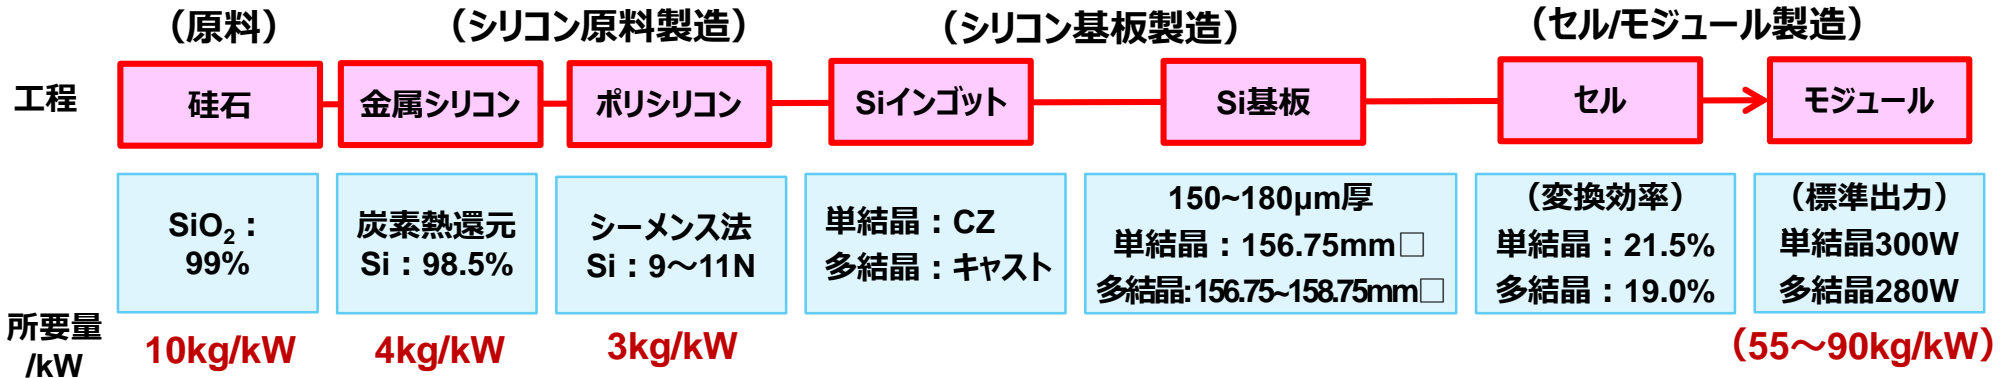 （原料）
（シリコン原料製造）
（シリコン基板製造）
（セル/モジュール製造）
工程
硅石
金属シリコン
ポリシリコン
Siインゴット
Si基板
セル
モジュール
SiO₂：
99%
炭素熱還元
Si：98.5%
シーメンス法
Si：9～11N
単結晶：CZ
多結晶：キャスト
150~180μm厚
単結晶：156.75mm□
多結晶:156.75~158.75mm□
（変換効率）
単結晶：21.5%
多結晶：19.0%
（標準出力）
単結晶300W
多結晶280W
所要量
/kW
10kg/kW
4kg/kW
3kg/kW
（55～90kg/kW）